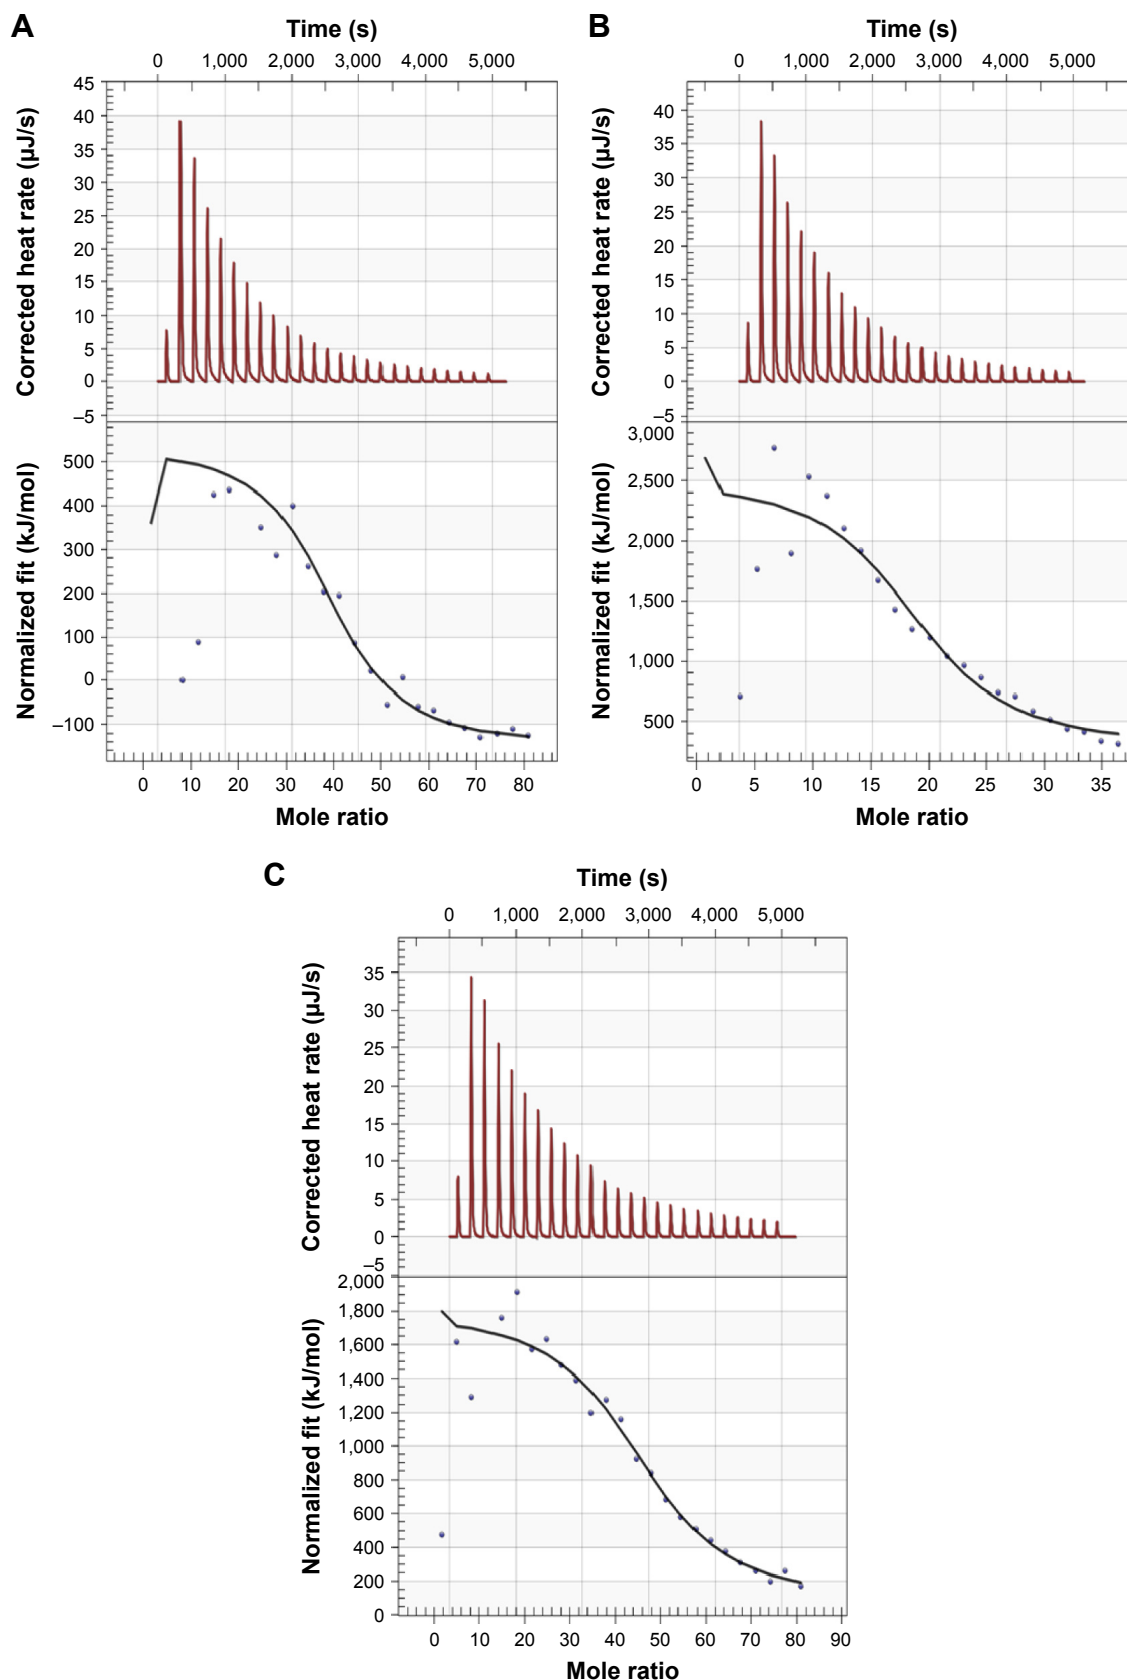 A
Time (s)
0 1,000 2,000 3,000 4,000 5,000
Corrected heat rate (µJ/s)
45
40
35
30
25
20
15
10
5
0
–5
Normalized fit (kJ/mol)
500
400
300
200
100
0
–100
0 10 20 30 40 50 60 70 80
Mole ratio
B
Time (s)
0 1,000 2,000 3,000 4,000 5,000
Corrected heat rate (µJ/s)
40
35
30
25
20
15
10
5
0
–5
Normalized fit (kJ/mol)
3,000
2,500
2,000
1,500
1,000
500
0 5 10 15 20 25 30 35
Mole ratio
C
Time (s)
0 1,000 2,000 3,000 4,000 5,000
Corrected heat rate (µJ/s)
35
30
25
20
15
10
5
0
–5
Normalized fit (kJ/mol)
2,000
1,800
1,600
1,400
1,200
1,000
800
600
400
200
0
0 10 20 30 40 50 60 70 80 90
Mole ratio